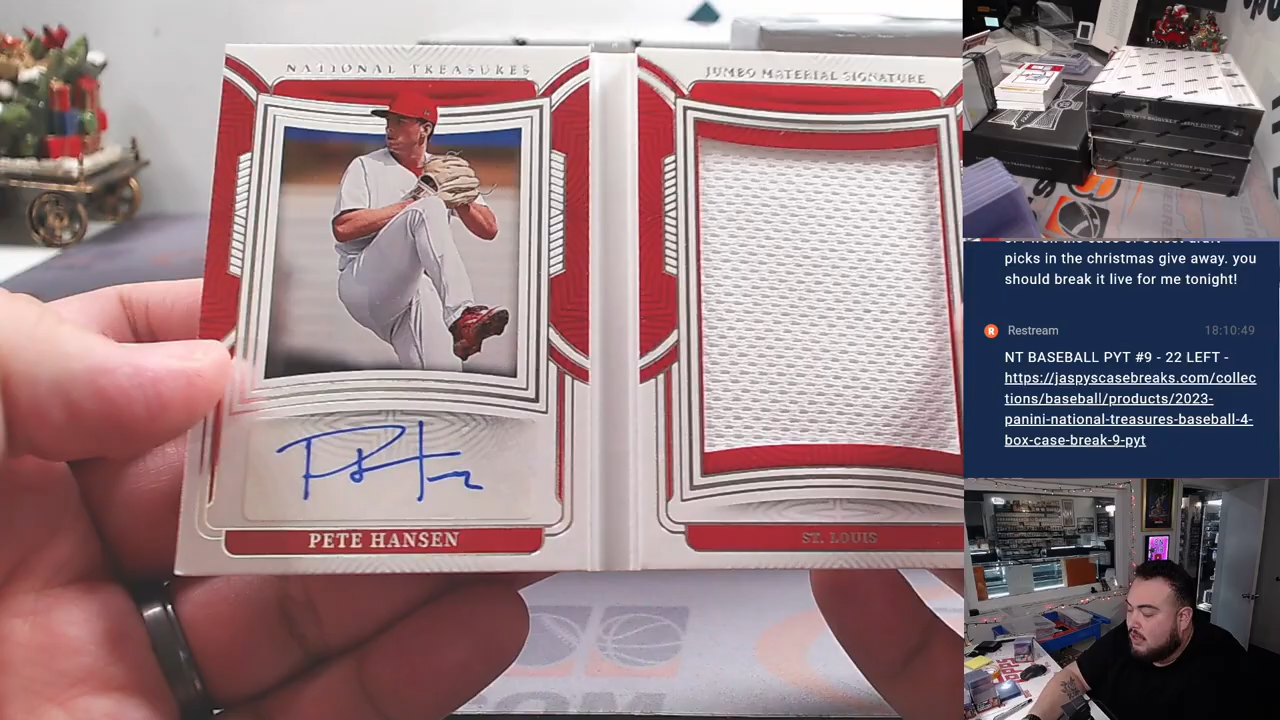 NATIONAL TREASURES
JUMBO MATERIAL SIGNATURE
PETE HANSEN
ST. LOUIS
picks in the christmas give away. you
should break it live for me tonight!
Restream
18:10:49
NT BASEBALL PYT #9 - 22 LEFT -
https://jaspyscasebreaks.com/collec
tions/baseball/products/2023-
panini-national-treasures-baseball-4-
box-case-break-9-pyt